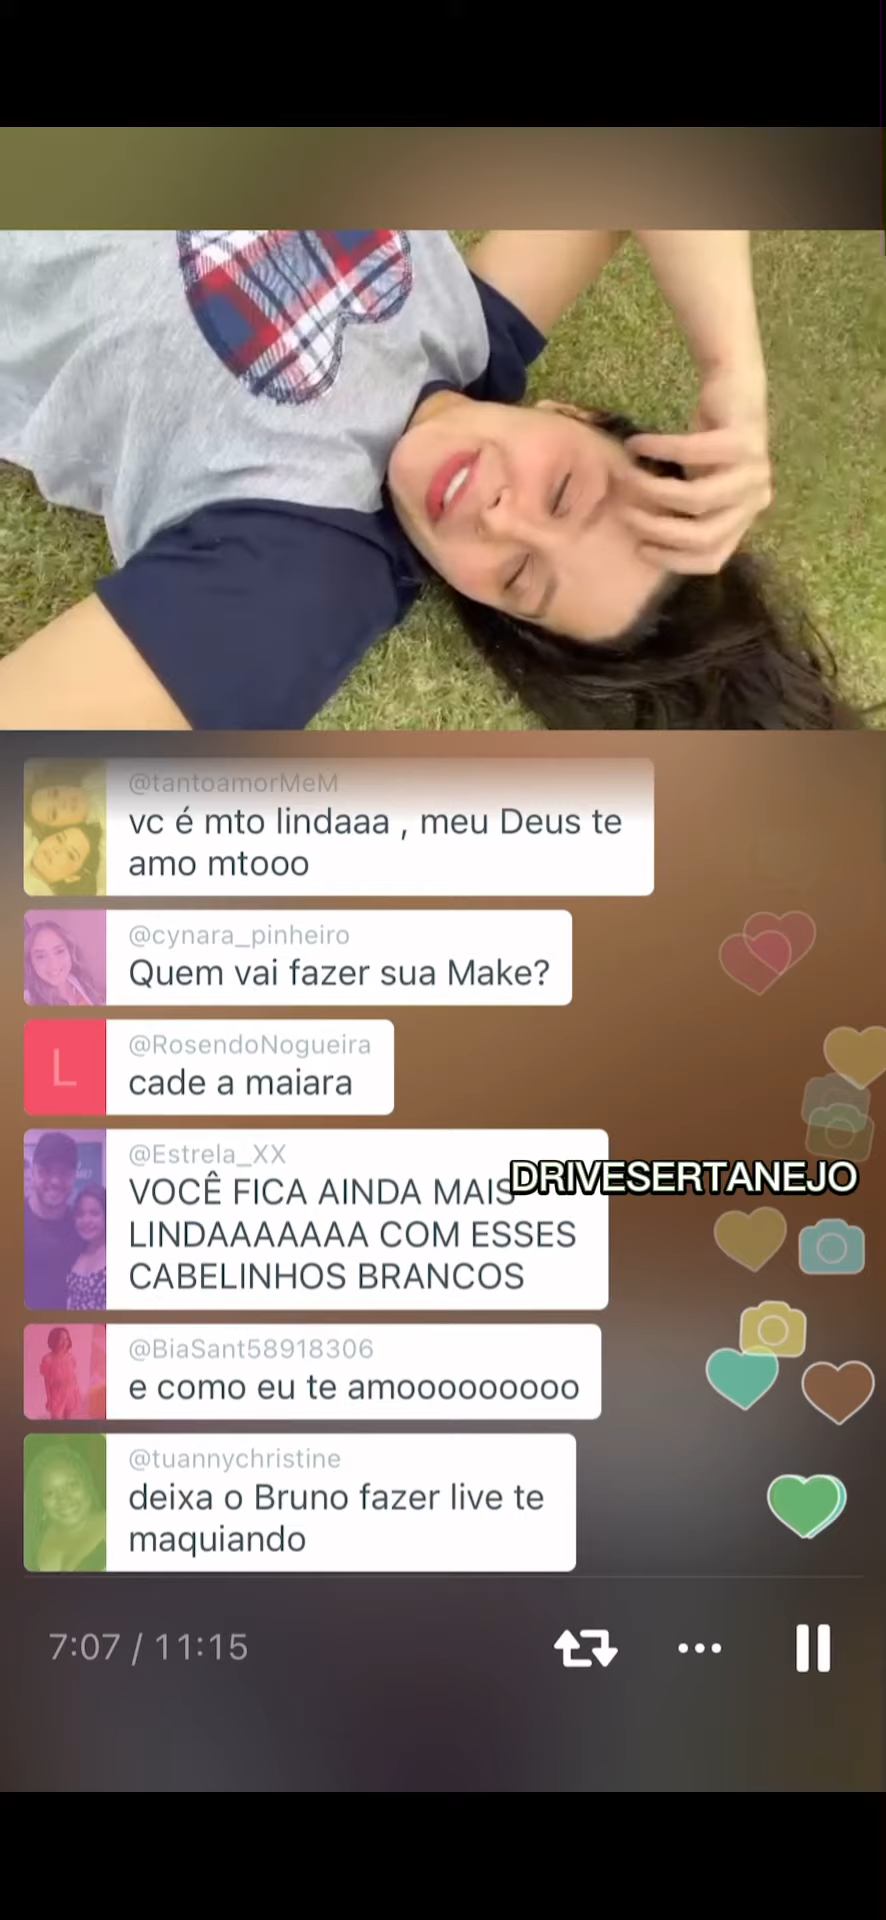 @tantoamorMeM
vc é mto lindaaa , meu Deus te
amo mtooo
@cynara_pinheiro
Quem vai fazer sua Make?
L
@RosendoNogueira
cade a maiara
@Estrela_XX
VOCÊ FICA AINDA MAIS
DRIVESERTANEJO
LINDAAAAAAA COM ESSES
CABELINHOS BRANCOS
@BiaSant58918306
e como eu te amooooooooo
@tuannychristine
deixa o Bruno fazer live te
maquiando
7:07 / 11:15